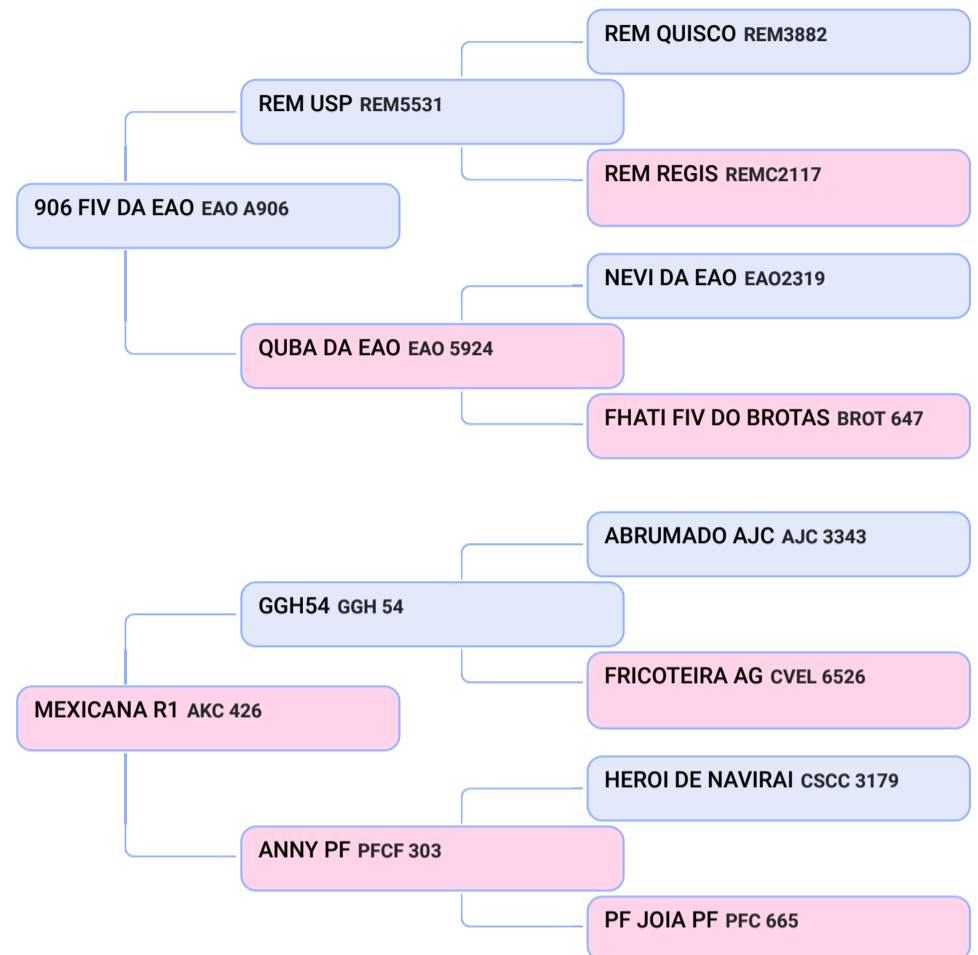 REM QUISCO REM3882
REM USP REM5531
REM REGIS REMC2117
906 FIV DA EAO EAO A906
NEVI DA EAO EAO2319
QUBA DA EAO EAO 5924
FHATI FIV DO BROTAS BROT 647
ABRUMADO AJC AJC 3343
GGH54 GGH 54
FRICOTEIRA AG CVEL 6526
MEXICANA R1 AKC 426
HEROI DE NAVIRAI CSCC 3179
ANNY PF PFCF 303
PF JOIA PF PFC 665